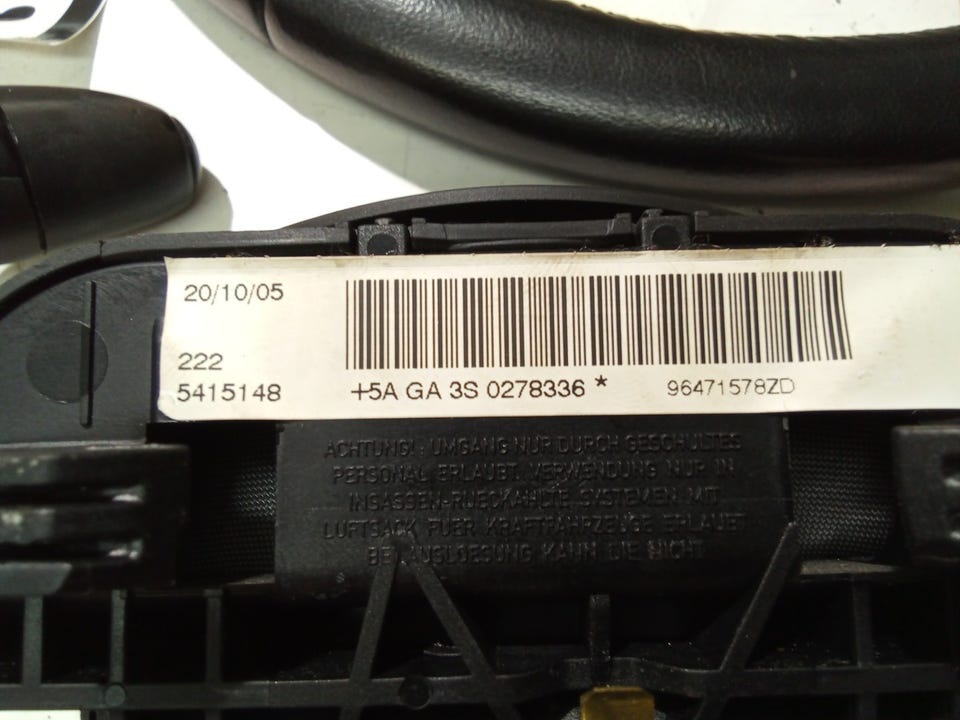 20/10/05
222
5415148
+5A GA 3S 0278336 *
96471578ZD
ACHTUNG! UMGANG NUR DURCH GESCHULTES
PERSONAL ERLAUBT. VERWENDUNG NUR IN
INSASSEN-RUECKHALTE SYSTEMEN MIT
LUFTSACK FUER KRAFTFAHRZEUGE ERLAUBT
BEI AUSLOESUNG KANN DIE NICHT